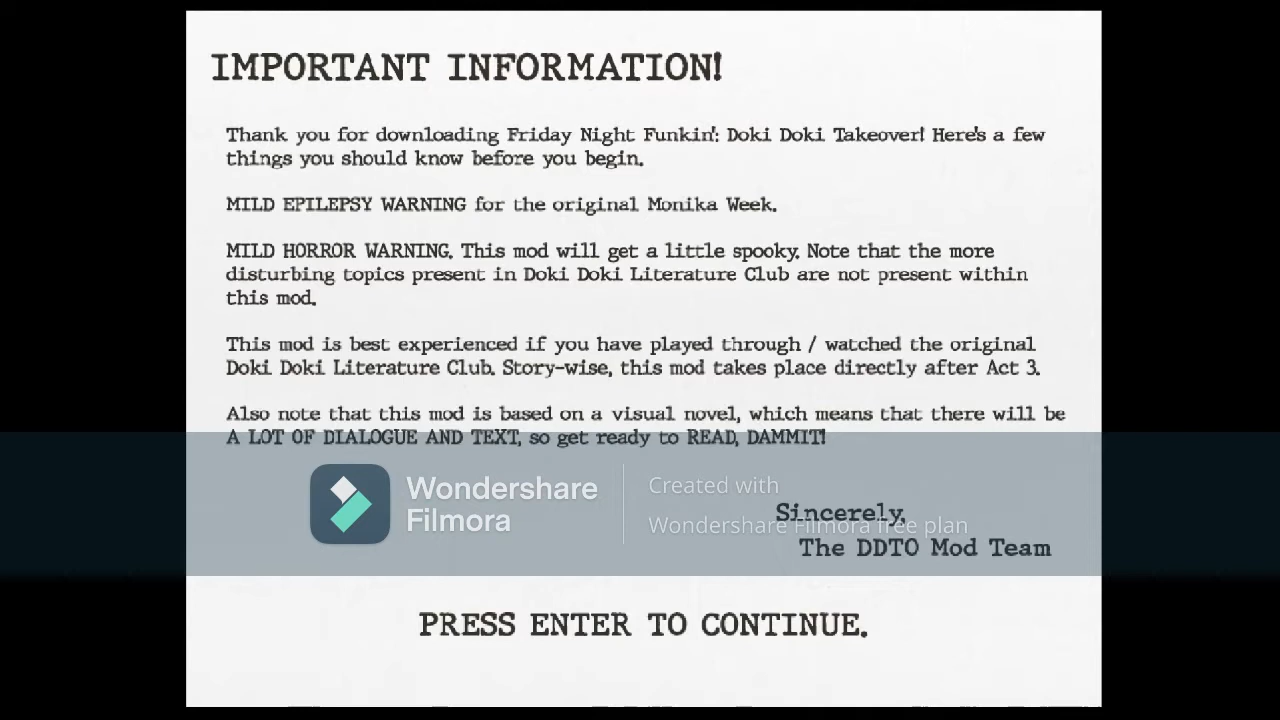 IMPORTANT INFORMATION!
Thank you for downloading Friday Night Funkin': Doki Doki Takeover! Here's a few
things you should know before you begin.
MILD EPILEPSY WARNING for the original Monika Week.
MILD HORROR WARNING. This mod will get a little spooky. Note that the more
disturbing topics present in Doki Doki Literature Club are not present within
this mod.
This mod is best experienced if you have played through / watched the original
Doki Doki Literature Club. Story-wise, this mod takes place directly after Act 3.
Also note that this mod is based on a visual novel, which means that there will be
A LOT OF DIALOGUE AND TEXT, so get ready to READ, DAMMIT!
Wondershare
Filmora
Created with
Wondershare Filmora free plan
Sincerely,
The DDTO Mod Team
PRESS ENTER TO CONTINUE.